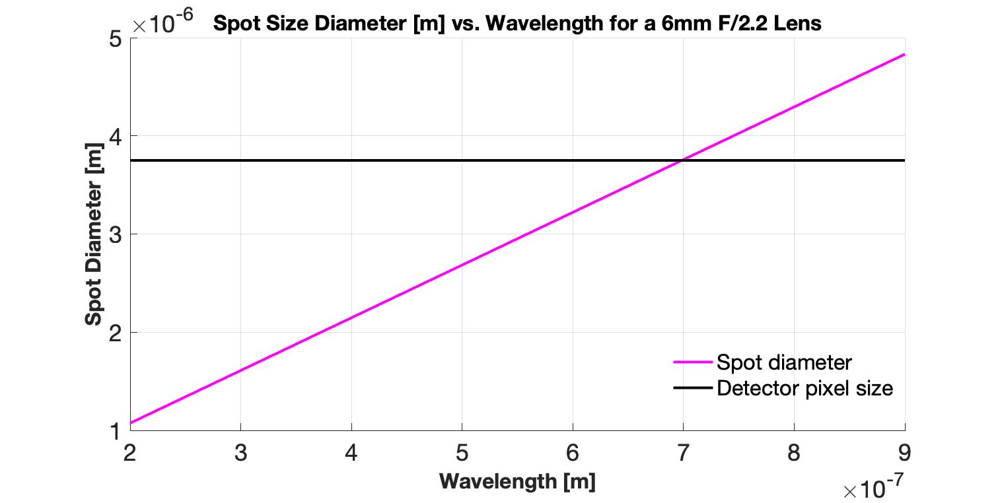 ×10⁻⁶
Spot Size Diameter [m] vs. Wavelength for a 6mm F/2.2 Lens
5
4
3
2
1
Spot Diameter [m]
Spot diameter
Detector pixel size
2 3 4 5 6 7 8 9
Wavelength [m]
×10⁻⁷